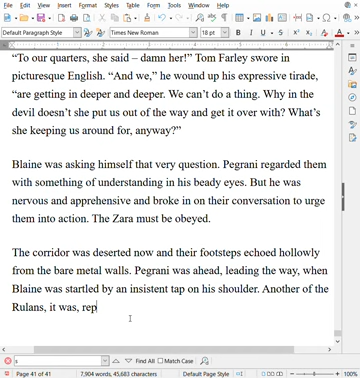 File Edit View Insert Format Styles Table Form Tools Window Help
Default Paragraph Style Times New Roman 18 pt
“To our quarters, she said – damn her!” Tom Farley swore in
picturesque English. “And we,” he wound up his expressive tirade,
“are getting in deeper and deeper. We can’t do a thing. Why in the
devil doesn’t she put us out of the way and get it over with? What’s
she keeping us around for, anyway?”
Blaine was asking himself that very question. Pegrani regarded them
with something of understanding in his beady eyes. But he was
nervous and apprehensive and broke in on their conversation to urge
them into action. The Zara must be obeyed.
The corridor was deserted now and their footsteps echoed hollowly
from the bare metal walls. Pegrani was ahead, leading the way, when
Blaine was startled by an insistent tap on his shoulder. Another of the
Rulans, it was, rep
s Find All Match Case
Page 41 of 41 7,904 words, 45,683 characters Default Page Style 100%